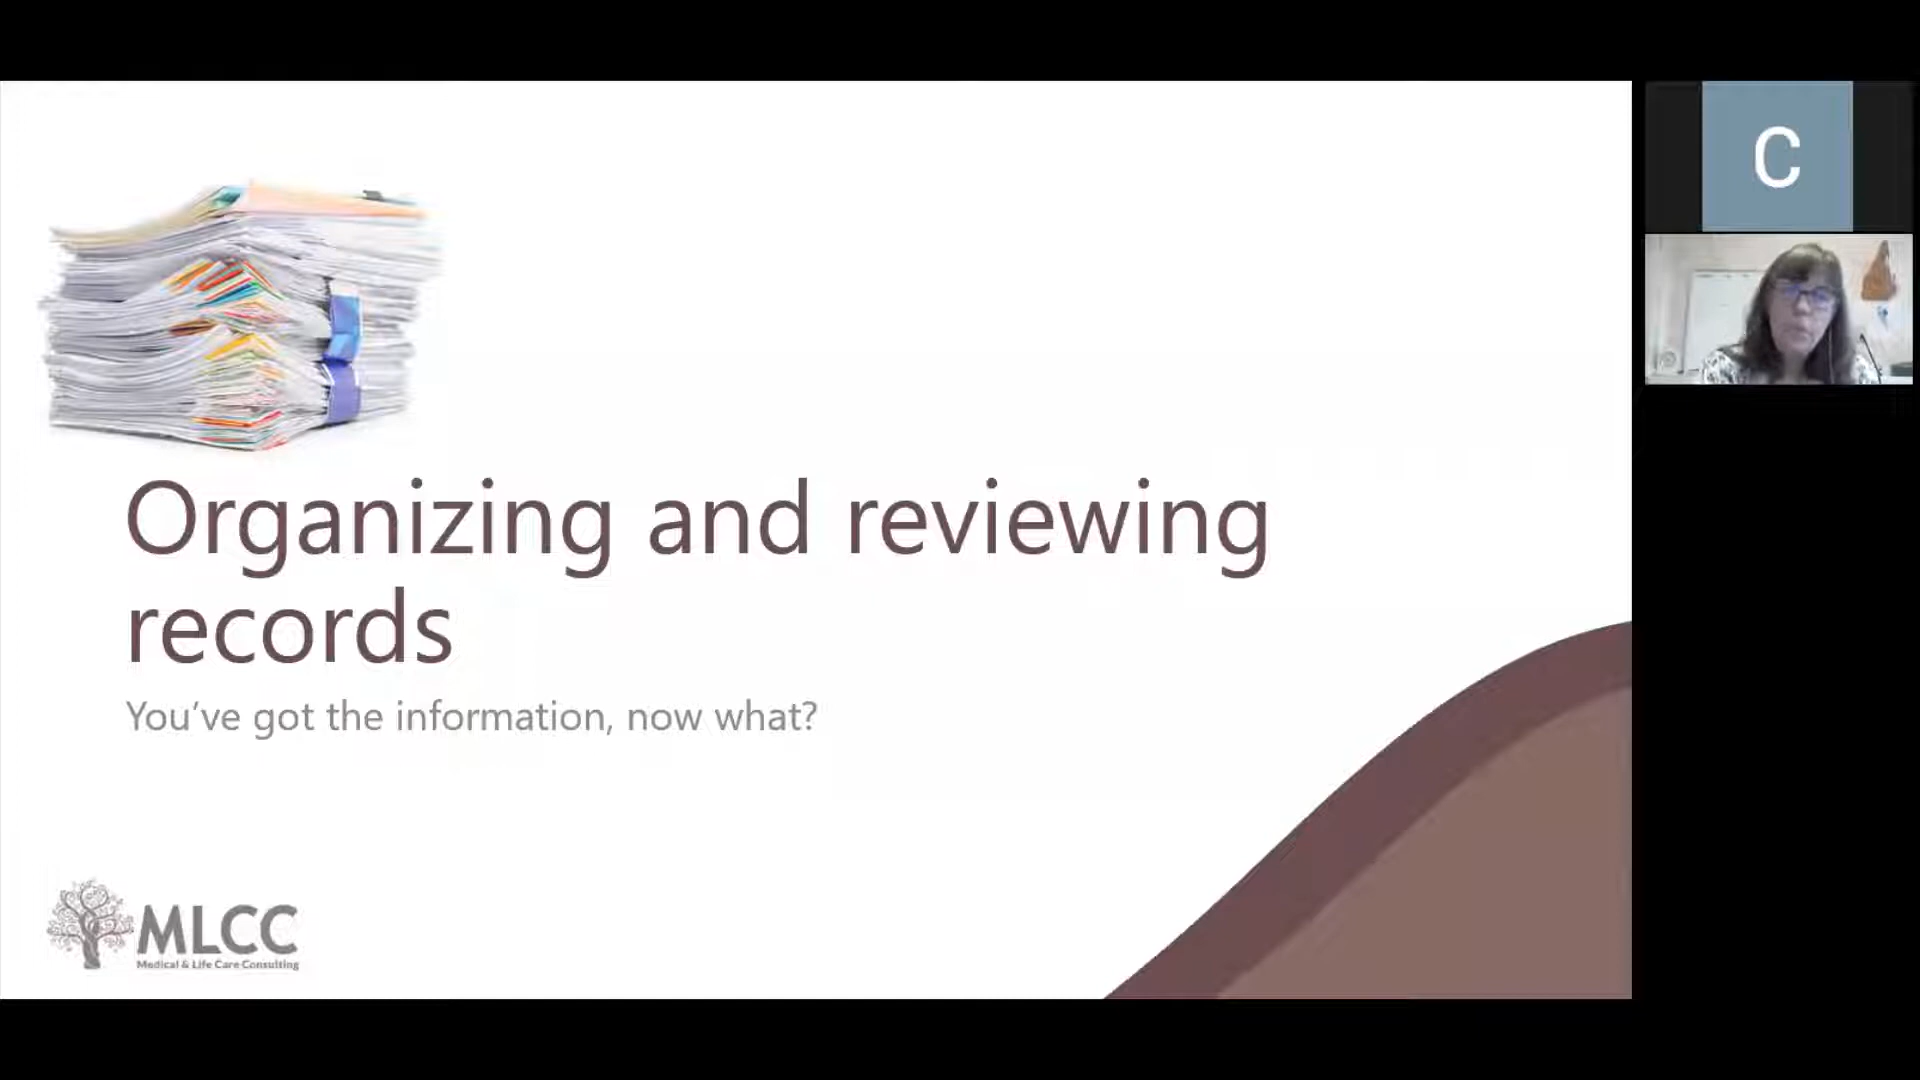 Organizing and reviewing
records
You've got the information, now what?
MLCC
Medical & Life Care Consulting
C